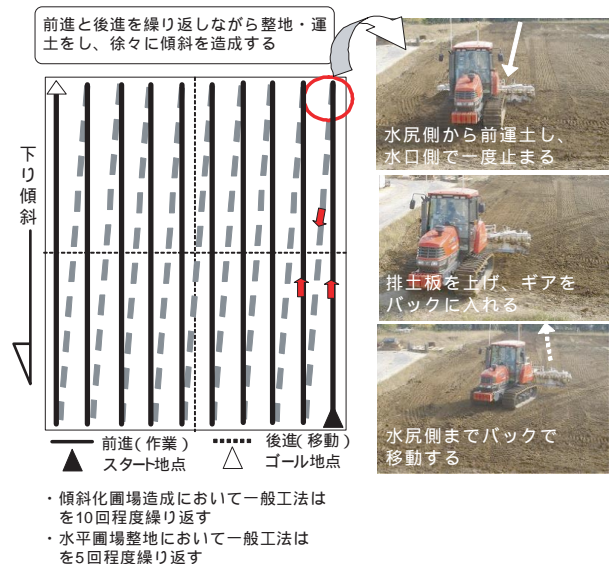 前進と後進を繰り返しながら整地・運
土をし、徐々に傾斜を造成する
下り傾斜
前進(作業)
後進(移動)
スタート地点
ゴール地点
・傾斜化圃場造成において一般工法は
を10回程度繰り返す
・水平圃場整地において一般工法は
を5回程度繰り返す
水尻側から前運土し、
水口側で一度止まる
排土板を上げ、ギアを
バックに入れる
水尻側までバックで
移動する